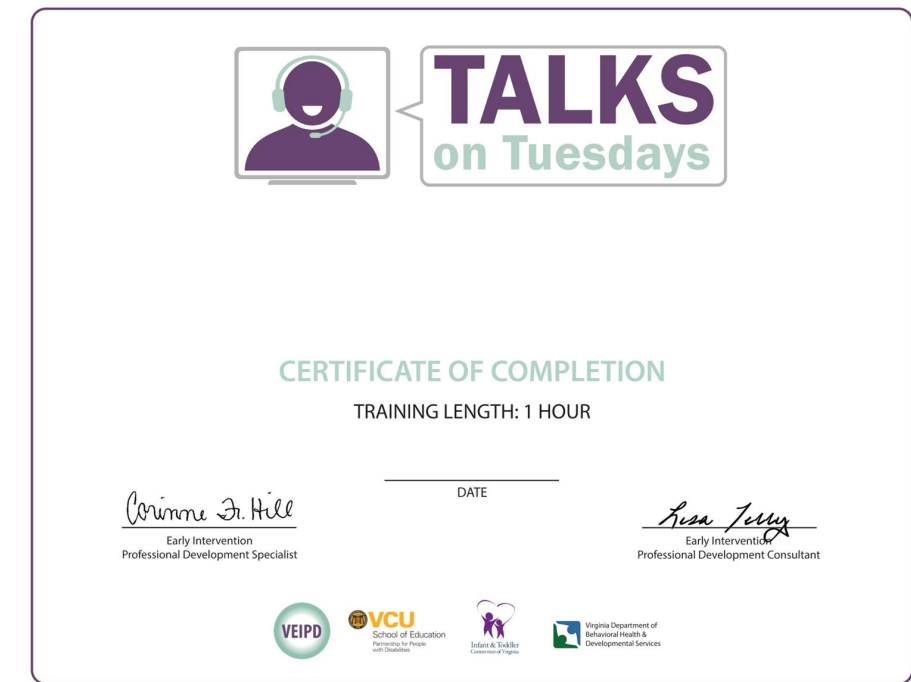 TALKS
on Tuesdays
CERTIFICATE OF COMPLETION
TRAINING LENGTH: 1 HOUR
DATE
Corinne F. Hill
Early Intervention
Professional Development Specialist
Lisa Terry
Early Intervention
Professional Development Consultant
VEIPD
VCU
School of Education
Partnership for People
with Disabilities
Infant & Toddler
Connection of Virginia
Virginia Department of
Behavioral Health &
Developmental Services